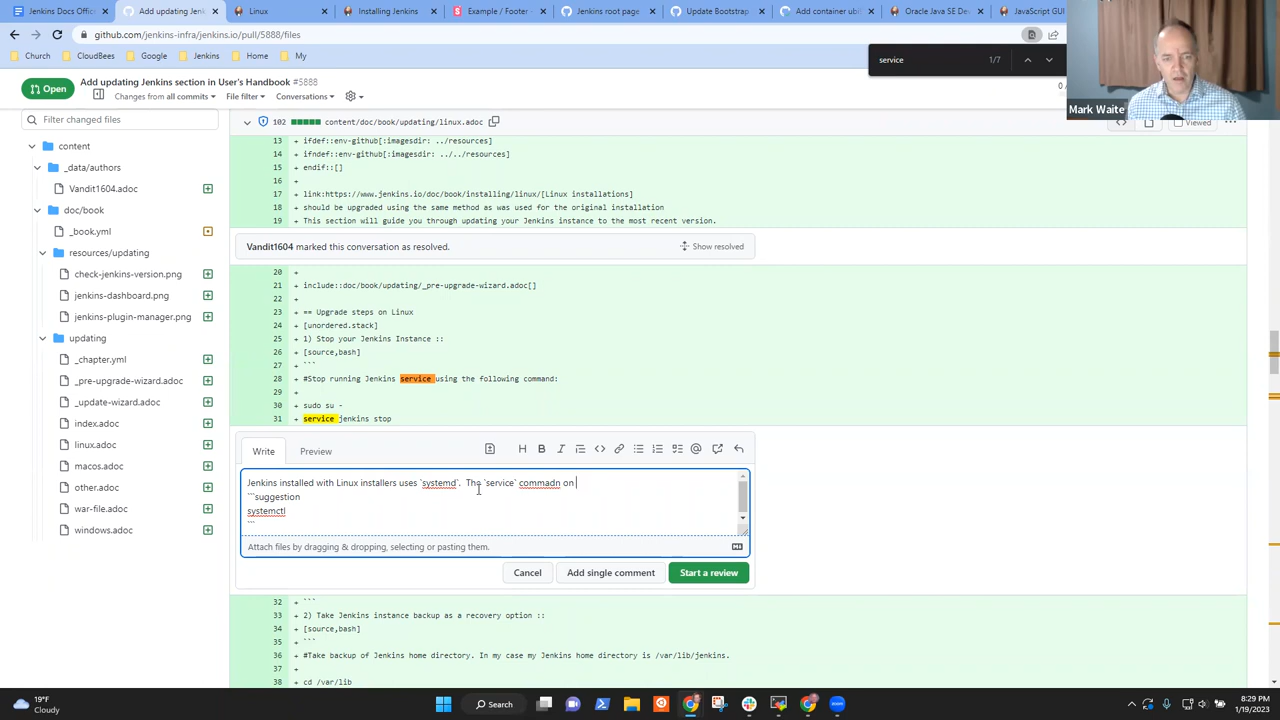 Jenkins Docs Offic
Add updating Jenk
Linux
Installing Jenkins
Example / Footer
Jenkins root page
Update Bootstrap
Add container ubi
Oracle Java SE De
JavaScript GUI
github.com/jenkins-infra/jenkins.io/pull/5888/files
Church
CloudBees
Google
Jenkins
Home
My
service
1/7
Mark Waite
Open
Add updating Jenkins section in User's Handbook #5888
Changes from all commits
File filter
Conversations
0 /
Filter changed files
102 content/doc/book/updating/linux.adoc
Viewed
content
_data/authors
Vandit1604.adoc
doc/book
_book.yml
resources/updating
check-jenkins-version.png
jenkins-dashboard.png
jenkins-plugin-manager.png
updating
_chapter.yml
_pre-upgrade-wizard.adoc
_update-wizard.adoc
index.adoc
linux.adoc
macos.adoc
other.adoc
war-file.adoc
windows.adoc
13 + ifdef::env-github[:imagesdir: ../resources]
14 + ifndef::env-github[:imagesdir: ../../resources]
15 + endif::[]
16 +
17 + link:https://www.jenkins.io/doc/book/installing/linux/[Linux installations]
18 + should be upgraded using the same method as was used for the original installation
19 + This section will guide you through updating your Jenkins instance to the most recent version.
Vandit1604 marked this conversation as resolved.
Show resolved
20 +
21 + include::doc/book/updating/_pre-upgrade-wizard.adoc[]
22 +
23 + == Upgrade steps on Linux
24 + [unordered.stack]
25 + 1) Stop your Jenkins Instance ::
26 + [source,bash]
27 + ```
28 + #Stop running Jenkins service using the following command:
29 +
30 + sudo su -
31 + service jenkins stop
Write
Preview
Jenkins installed with Linux installers uses `systemd`. The `service` commadn on
```suggestion
systemctl
```
Attach files by dragging & dropping, selecting or pasting them.
Cancel
Add single comment
Start a review
32 + ```
33 + 2) Take Jenkins instance backup as a recovery option ::
34 + [source,bash]
35 + ```
36 + #Take backup of Jenkins home directory. In my case Jenkins home directory is /var/lib/jenkins.
37 +
38 + cd /var/lib
19°F
Cloudy
Search
8:29 PM
1/19/2023